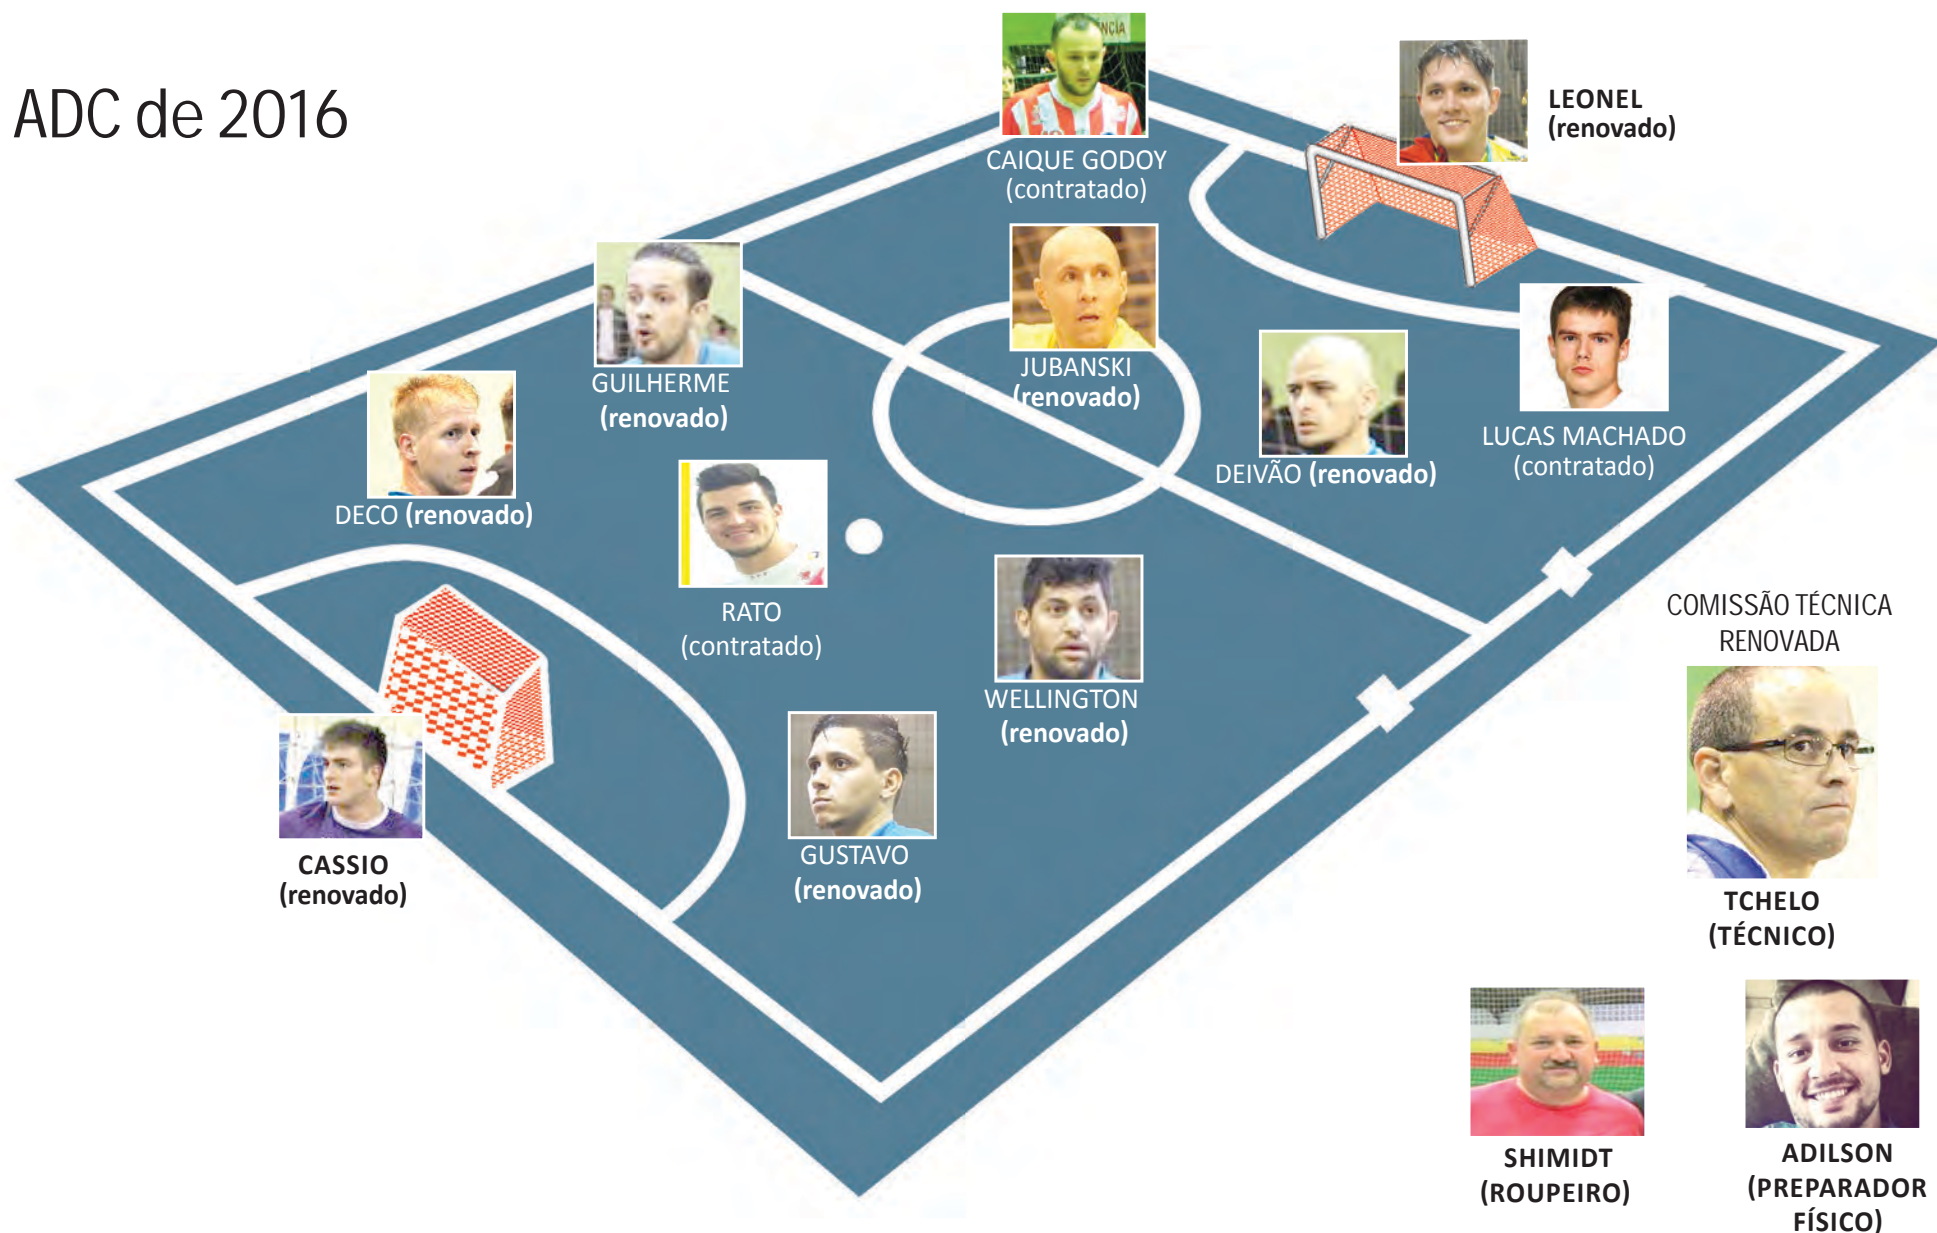 ADC de 2016
NCIA
CAIQUE GODOY
(contratado)
LEONEL
(renovado)
GUILHERME
(renovado)
JUBANSKI
(renovado)
DECO (renovado)
DEIVÃO (renovado)
LUCAS MACHADO
(contratado)
RATO
(contratado)
WELLINGTON
(renovado)
CASSIO
(renovado)
GUSTAVO
(renovado)
COMISSÃO TÉCNICA
RENOVADA
TCHELO
(TÉCNICO)
SHIMIDT
(ROUPEIRO)
ADILSON
(PREPARADOR
FÍSICO)